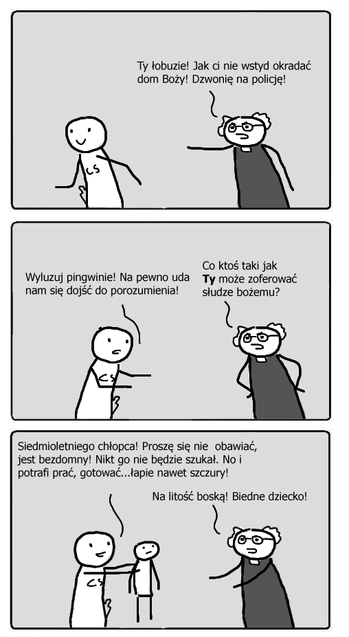 Ty łobuzie! Jak ci nie wstyd okradać
dom Boży! Dzwonię na policję!
CS
Wyluzuj pingwinie! Na pewno uda
nam się dojść do porozumienia!
Co ktoś taki jak
Ty może zoferować
słudze bożemu?
CS
Siedmioletniego chłopca! Proszę się nie obawiać,
jest bezdomny! Nikt go nie będzie szukał. No i
potrafi prać, gotować...łapie nawet szczury!
Na litość boską! Biedne dziecko!
CS